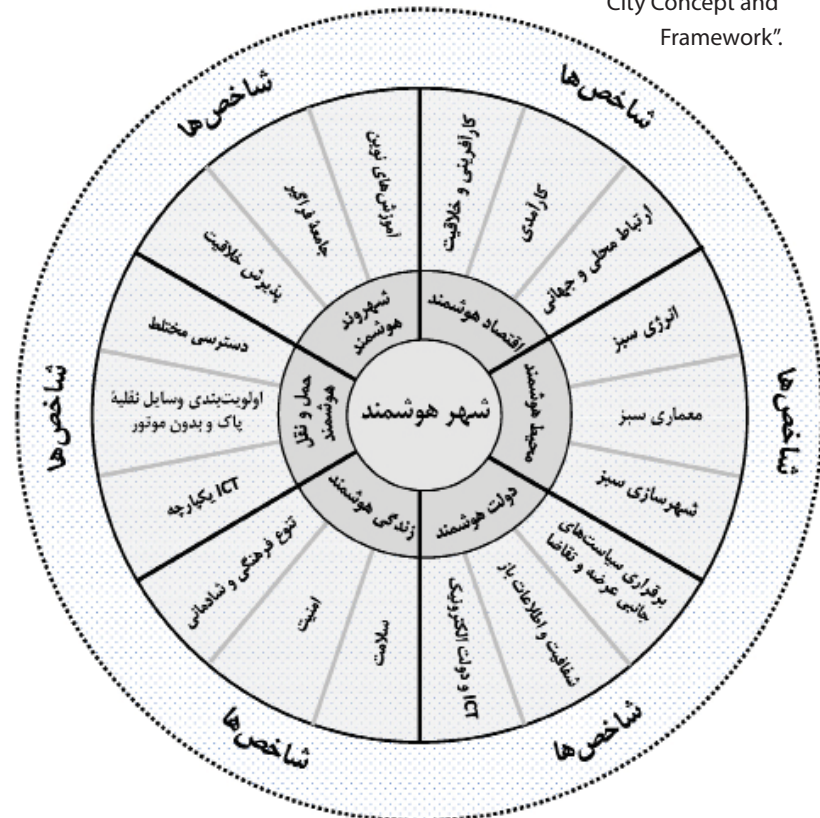 City Concept and
Framework”.
شاخص‌ها
شاخص‌ها
شاخص‌ها
شاخص‌ها
شاخص‌ها
شاخص‌ها
شهر هوشمند
اقتصاد هوشمند
کارآفرینی و خلاقیت
کارآمدی
ارتباط محلی و جهانی
محیط هوشمند
انرژی سبز
معماری سبز
شهرسازی سبز
دولت هوشمند
برقراری سیاست‌های
جانبی عرضه و تقاضا
شفافیت و اطلاعات باز
ICT و دولت الکترونیک
زندگی هوشمند
سلامت
امنیت
تنوع فرهنگی و شادمانی
حمل و نقل
هوشمند
ICT یکپارچه
اولویت‌بندی وسایل نقلیهٔ
پاک و بدون موتور
دسترسی مختلط
شهروند
هوشمند
پذیرش خلاقیت
جامعهٔ فراگیر
آموزش‌های نوین